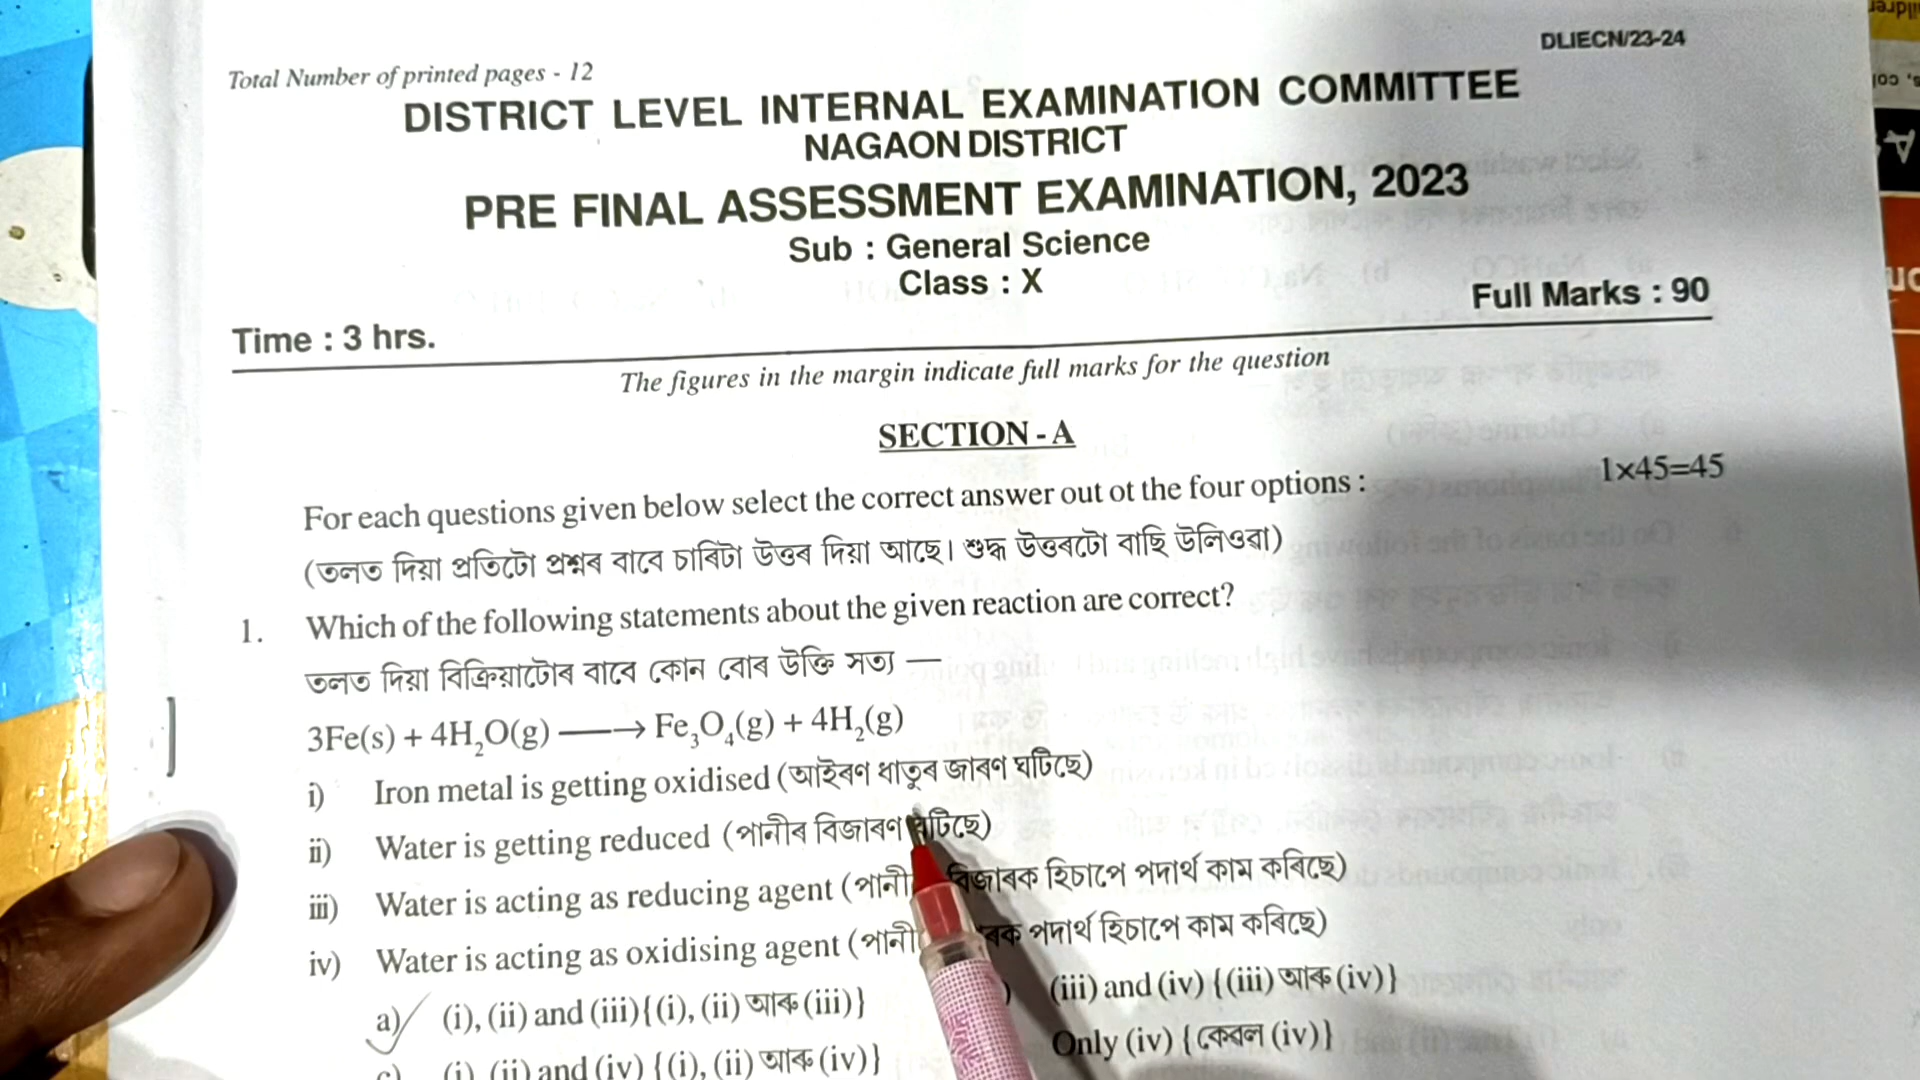 DLIECN/23-24
Total Number of printed pages - 12
DISTRICT LEVEL INTERNAL EXAMINATION COMMITTEE
NAGAON DISTRICT
PRE FINAL ASSESSMENT EXAMINATION, 2023
Sub : General Science
Class : X
Full Marks : 90
Time : 3 hrs.
The figures in the margin indicate full marks for the question
SECTION - A
For each questions given below select the correct answer out ot the four options : 1×45=45
(তলত দিয়া প্ৰতিটো প্ৰশ্নৰ বাবে চাৰিটা উত্তৰ দিয়া আছে। শুদ্ধ উত্তৰটো বাছি উলিওৱা)
1. Which of the following statements about the given reaction are correct?
তলত দিয়া বিক্ৰিয়াটোৰ বাবে কোন বোৰ উক্তি সত্য —
3Fe(s) + 4H₂O(g) ⟶ Fe₃O₄(g) + 4H₂(g)
i) Iron metal is getting oxidised (আইৰণ ধাতুৰ জাৰণ ঘটিছে)
ii) Water is getting reduced (পানীৰ বিজাৰণ ঘটিছে)
iii) Water is acting as reducing agent (পানী বিজাৰক হিচাপে পদাৰ্থ কাম কৰিছে)
iv) Water is acting as oxidising agent (পানী পদাৰ্থ হিচাপে কাম কৰিছে)
a) (i), (ii) and (iii){(i), (ii) আৰু (iii)} (iii) and (iv) {(iii) আৰু (iv)}
c) (i), (ii) and (iv) {(i), (ii) আৰু (iv)} Only (iv) {কেবল (iv)}